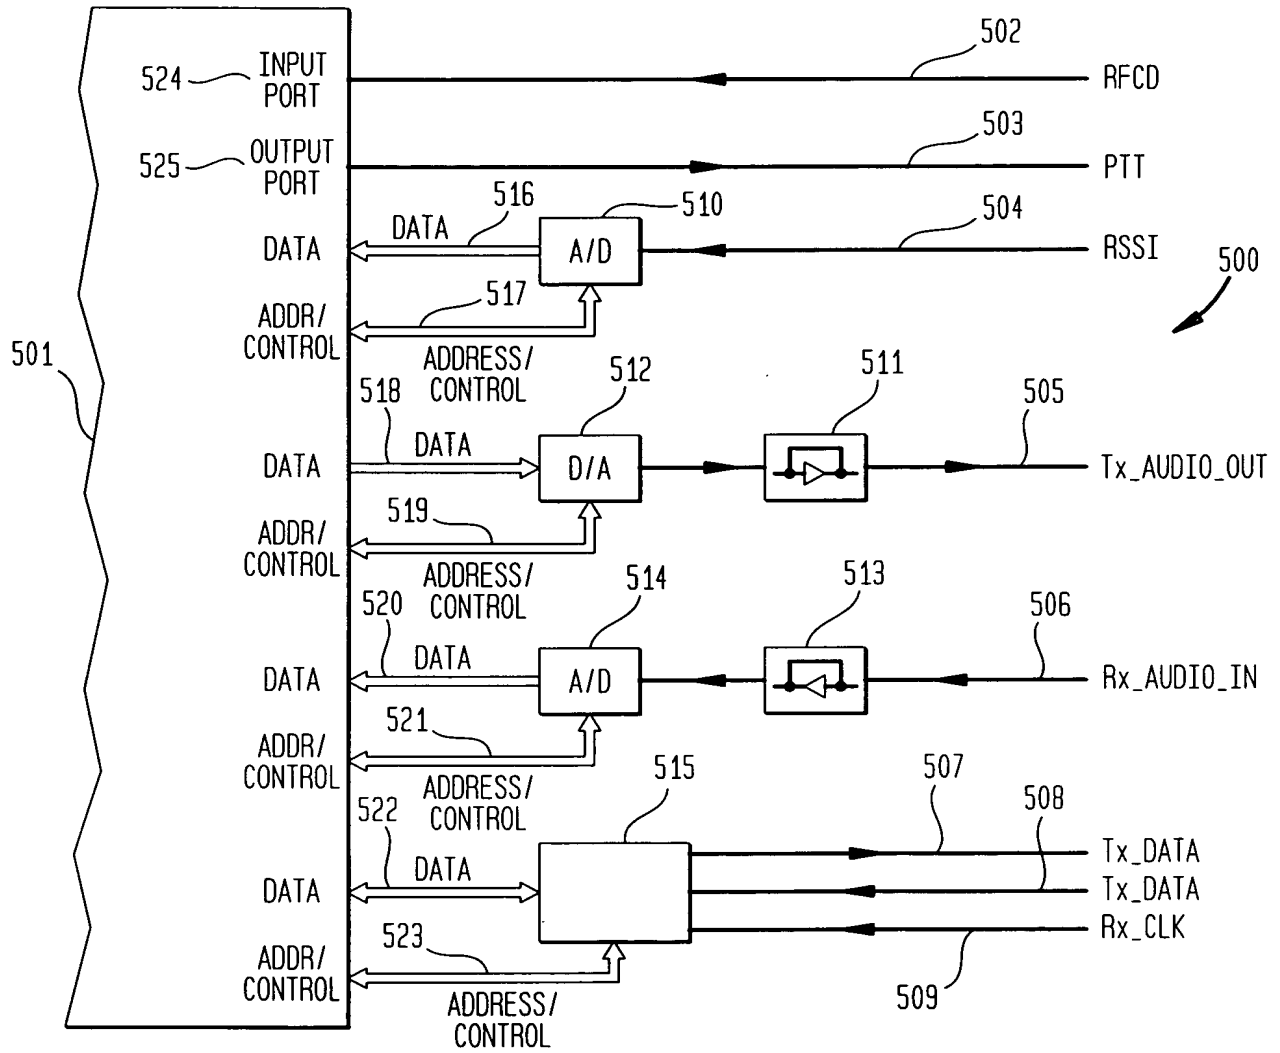 502
524 INPUT PORT
RFCD
503
525 OUTPUT PORT
PTT
516
510
504
DATA
DATA
A/D
RSSI
500
517
ADDR/
CONTROL
ADDRESS/
CONTROL
501
518
512
511
505
DATA
DATA
D/A
Tx_AUDIO_OUT
519
ADDR/
CONTROL
ADDRESS/
CONTROL
520
514
513
506
DATA
DATA
A/D
Rx_AUDIO_IN
521
ADDR/
CONTROL
ADDRESS/
CONTROL
515
507
522
508
Tx_DATA
DATA
DATA
Tx_DATA
523
Rx_CLK
ADDR/
CONTROL
ADDRESS/
CONTROL
509